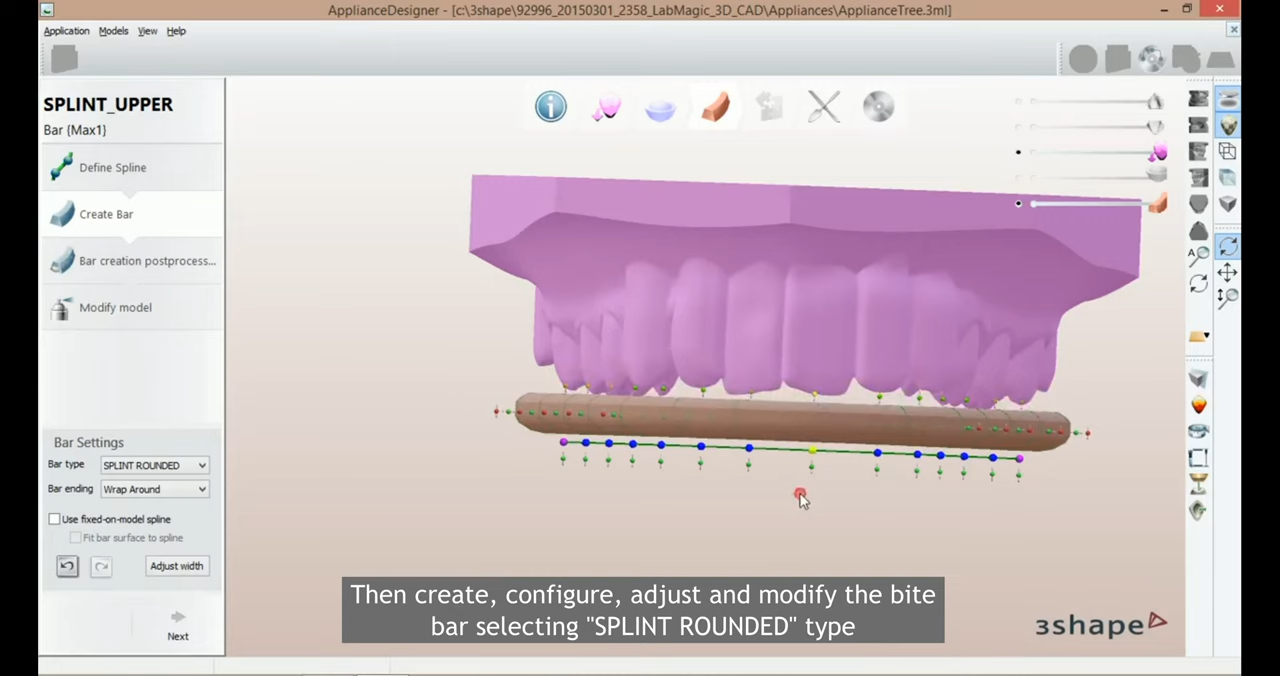 ApplianceDesigner - [c:\3shape\92996_20150301_2358_LabMagic_3D_CAD\Appliances\ApplianceTree.3ml]
Application Models View Help
SPLINT_UPPER
Bar {Max1}
Define Spline
Create Bar
Bar creation postprocess...
Modify model
Bar Settings
Bar type SPLINT ROUNDED
Bar ending Wrap Around
Use fixed-on-model spline
Fit bar surface to spline
Adjust width
Next
A
Then create, configure, adjust and modify the bite
bar selecting "SPLINT ROUNDED" type
3shape